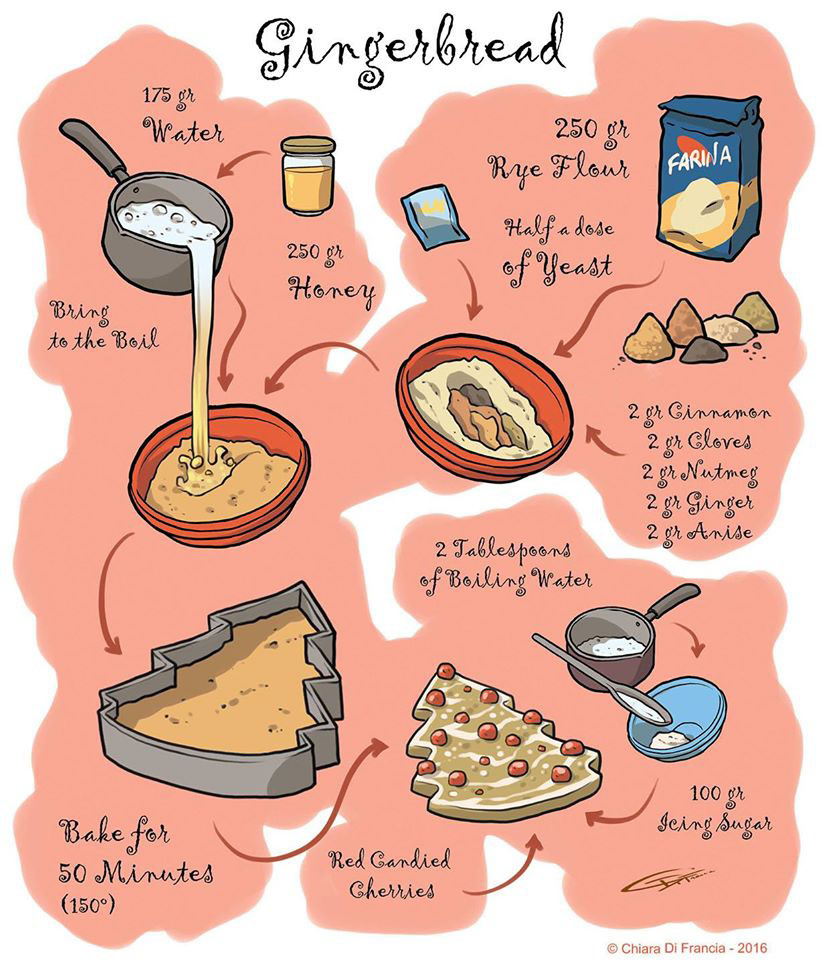 Gingerbread
175 gr
Water
250 gr
Honey
Bring
to the Boil
250 gr
Rye Flour
FARINA
Half a dose
of Yeast
2 gr Cinnamon
2 gr Cloves
2 gr Nutmeg
2 gr Ginger
2 gr Anise
Bake for
50 Minutes
(150°)
2 Tablespoons
of Boiling Water
100 gr
Icing Sugar
Red Candied
Cherries
© Chiara Di Francia - 2016